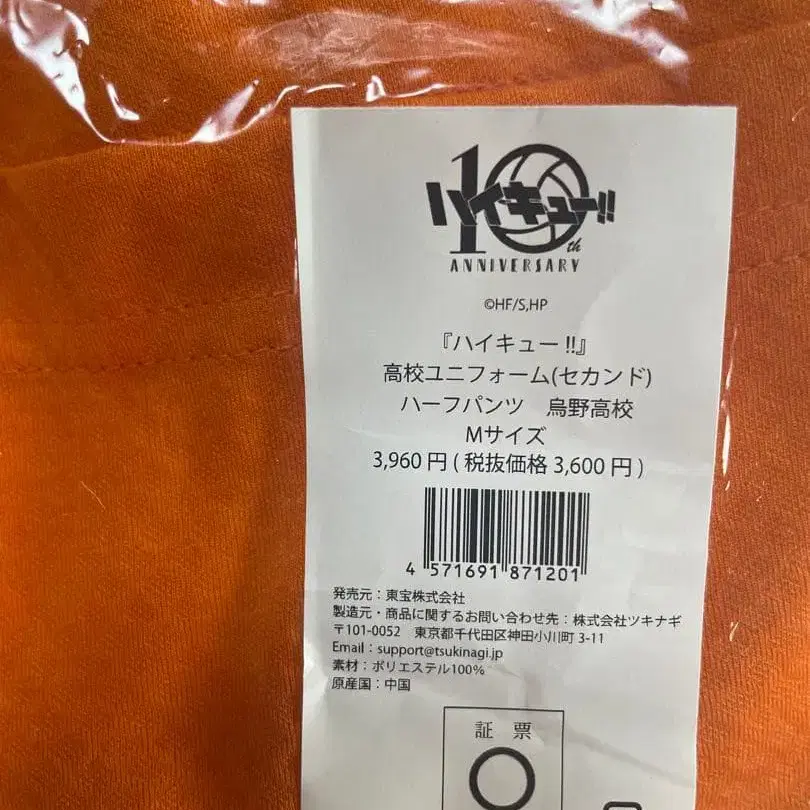 10th
ハイキュー!!
ANNIVERSARY
©HF/S,HP
『ハイキュー!!』
高校ユニフォーム(セカンド)
ハーフパンツ　烏野高校
Mサイズ
3,960円(税抜価格 3,600円)
4 571691 871201
発売元：東宝株式会社
製造元・商品に関するお問い合わせ先：株式会社ツキナギ
〒101-0052　東京都千代田区神田小川町 3-11
Email：support@tsukinagi.jp
素材：ポリエステル100%
原産国：中国
証 票